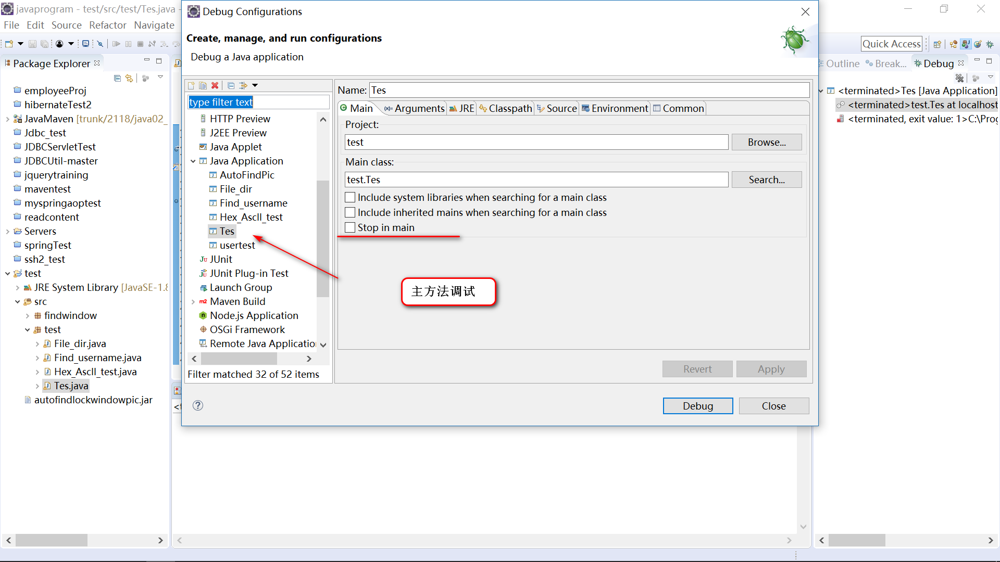 javaprogram - test/src/test/Tes.java -
File Edit Source Refactor Navigate
Quick Access
Package Explorer
employeeProj
hibernateTest2
JavaMaven [trunk/2118/java02_
Jdbc_test
JDBCServletTest
JDBCUtil-master
jquerytraining
maventest
myspringaoptest
readcontent
Servers
springTest
ssh2_test
test
JRE System Library [JavaSE-1.8
src
findwindow
test
File_dir.java
Find_username.java
Hex_AscII_test.java
Tes.java
autofindlockwindowpic.jar
Debug Configurations
Create, manage, and run configurations
Debug a Java application
type filter text
HTTP Preview
J2EE Preview
Java Applet
Java Application
AutoFindPic
File_dir
Find_username
Hex_AscII_test
Tes
usertest
JUnit
JUnit Plug-in Test
Launch Group
Maven Build
Node.js Application
OSGi Framework
Remote Java Application
Filter matched 32 of 52 items
Name: Tes
Main Arguments JRE Classpath Source Environment Common
Project:
test Browse...
Main class:
test.Tes Search...
Include system libraries when searching for a main class
Include inherited mains when searching for a main class
Stop in main
主方法调试
Revert Apply
Debug Close
Outline Break... Debug
<terminated>Tes [Java Application]
<terminated>test.Tes at localhost
<terminated, exit value: 1>C:\Prog